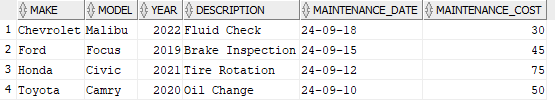 MAKE MODEL YEAR DESCRIPTION MAINTENANCE_DATE MAINTENANCE_COST
1 Chevrolet Malibu 2022 Fluid Check 24-09-18 30
2 Ford Focus 2019 Brake Inspection 24-09-15 45
3 Honda Civic 2021 Tire Rotation 24-09-12 75
4 Toyota Camry 2020 Oil Change 24-09-10 50